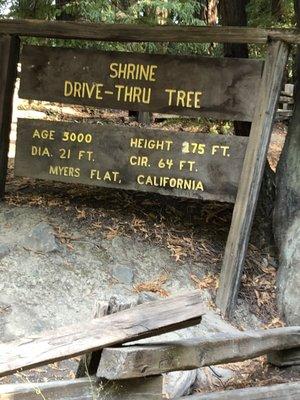 SHRINE
DRIVE-THRU TREE
AGE 3000 HEIGHT 275 FT.
DIA. 21 FT. CIR. 64 FT.
MYERS FLAT, CALIFORNIA